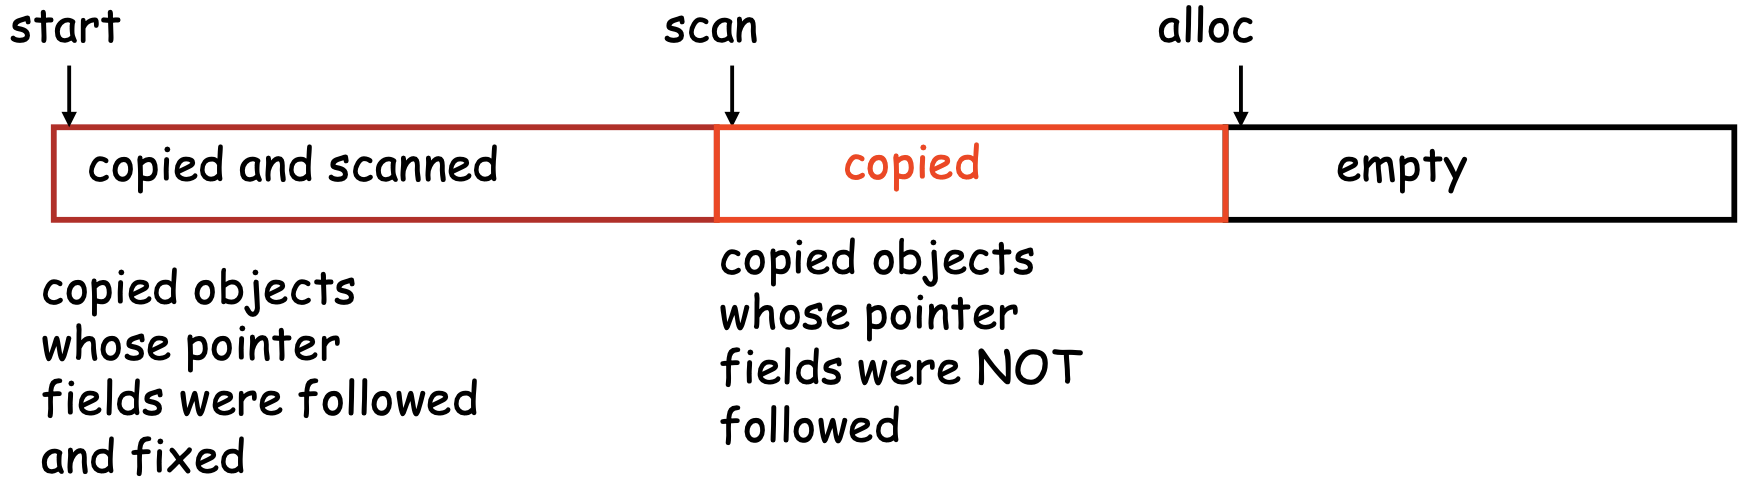 start scan alloc
copied and scanned copied empty
copied objects
whose pointer
fields were followed
and fixed
copied objects
whose pointer
fields were NOT
followed